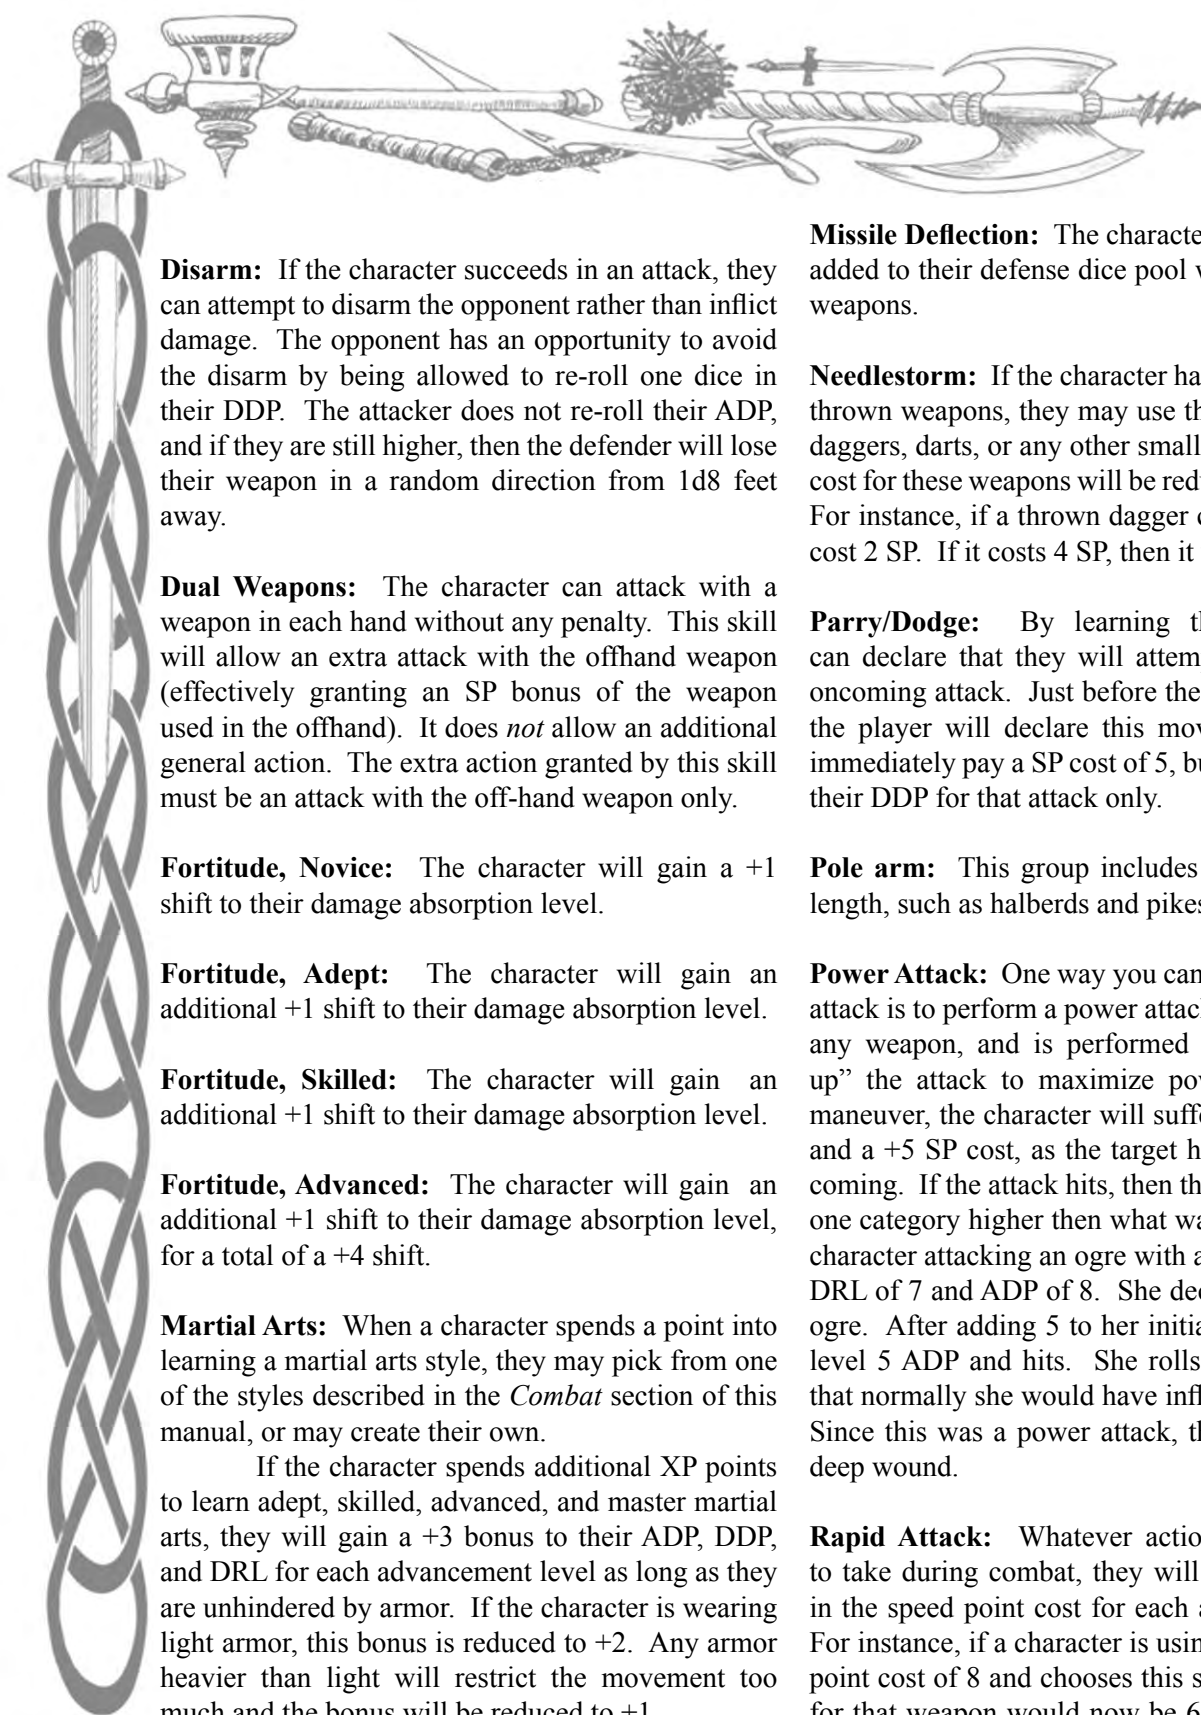 Disarm: If the character succeeds in an attack, they
can attempt to disarm the opponent rather than inflict
damage. The opponent has an opportunity to avoid
the disarm by being allowed to re-roll one dice in
their DDP. The attacker does not re-roll their ADP,
and if they are still higher, then the defender will lose
their weapon in a random direction from 1d8 feet
away.
Dual Weapons: The character can attack with a
weapon in each hand without any penalty. This skill
will allow an extra attack with the offhand weapon
(effectively granting an SP bonus of the weapon
used in the offhand). It does not allow an additional
general action. The extra action granted by this skill
must be an attack with the off-hand weapon only.
Fortitude, Novice: The character will gain a +1
shift to their damage absorption level.
Fortitude, Adept: The character will gain an
additional +1 shift to their damage absorption level.
Fortitude, Skilled: The character will gain an
additional +1 shift to their damage absorption level.
Fortitude, Advanced: The character will gain an
additional +1 shift to their damage absorption level,
for a total of a +4 shift.
Martial Arts: When a character spends a point into
learning a martial arts style, they may pick from one
of the styles described in the Combat section of this
manual, or may create their own.
If the character spends additional XP points
to learn adept, skilled, advanced, and master martial
arts, they will gain a +3 bonus to their ADP, DDP,
and DRL for each advancement level as long as they
are unhindered by armor. If the character is wearing
light armor, this bonus is reduced to +2. Any armor
heavier than light will restrict the movement too
much and the bonus will be reduced to +1
Missile Deflection: The characte
added to their defense dice pool
weapons.
Needlestorm: If the character ha
thrown weapons, they may use th
daggers, darts, or any other small
cost for these weapons will be red
For instance, if a thrown dagger
cost 2 SP. If it costs 4 SP, then it
Parry/Dodge: By learning th
can declare that they will attem
oncoming attack. Just before the
the player will declare this mov
immediately pay a SP cost of 5, bu
their DDP for that attack only.
Pole arm: This group includes
length, such as halberds and pikes
Power Attack: One way you can
attack is to perform a power attac
any weapon, and is performed
up” the attack to maximize pov
maneuver, the character will suffe
and a +5 SP cost, as the target h
coming. If the attack hits, then th
one category higher then what wa
character attacking an ogre with a
DRL of 7 and ADP of 8. She dec
ogre. After adding 5 to her initia
level 5 ADP and hits. She rolls
that normally she would have infl
Since this was a power attack, th
deep wound.
Rapid Attack: Whatever actio
to take during combat, they will
in the speed point cost for each a
For instance, if a character is usin
point cost of 8 and chooses this s
for that weapon would now be 6